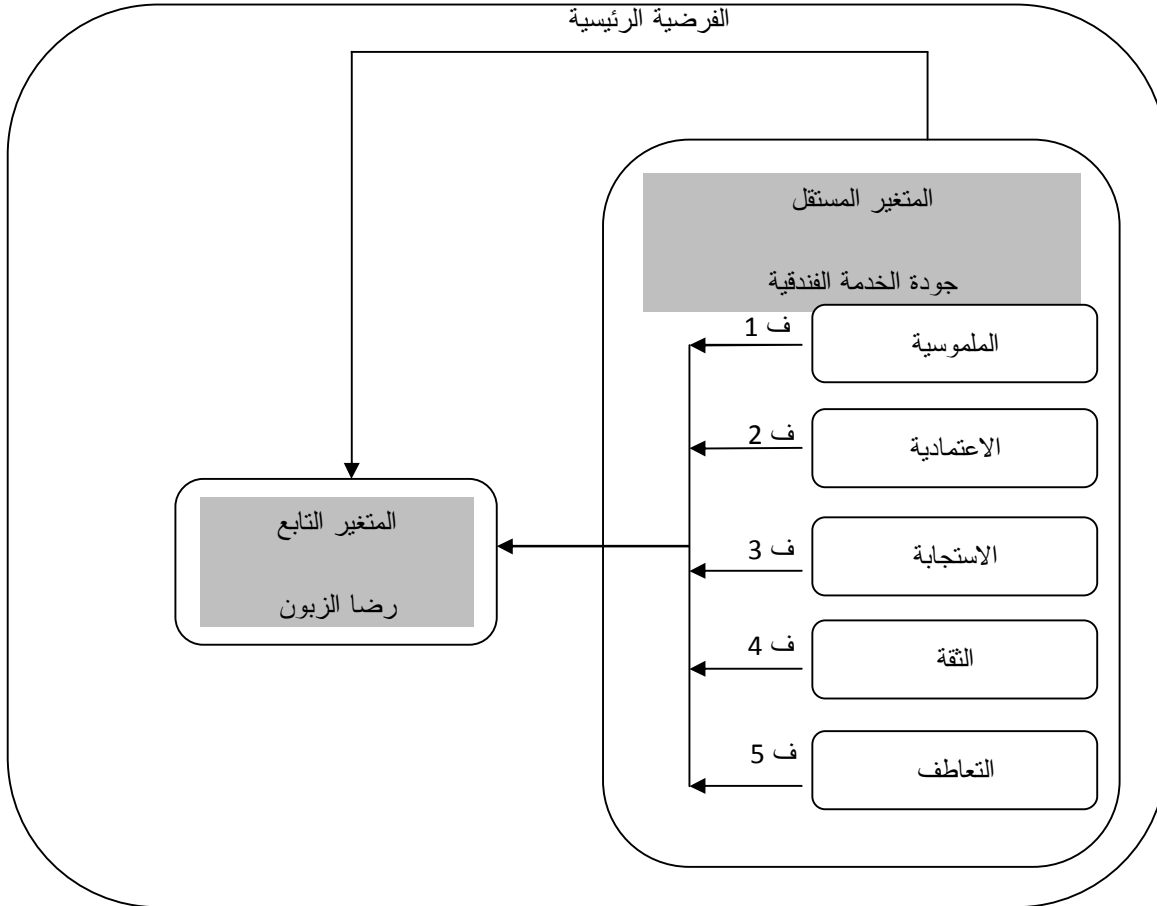 الفرضية الرئيسية
المتغير المستقل
جودة الخدمة الفندقية
ف 1
الملموسية
ف 2
الاعتمادية
ف 3
الاستجابة
ف 4
الثقة
ف 5
التعاطف
المتغير التابع
رضا الزبون